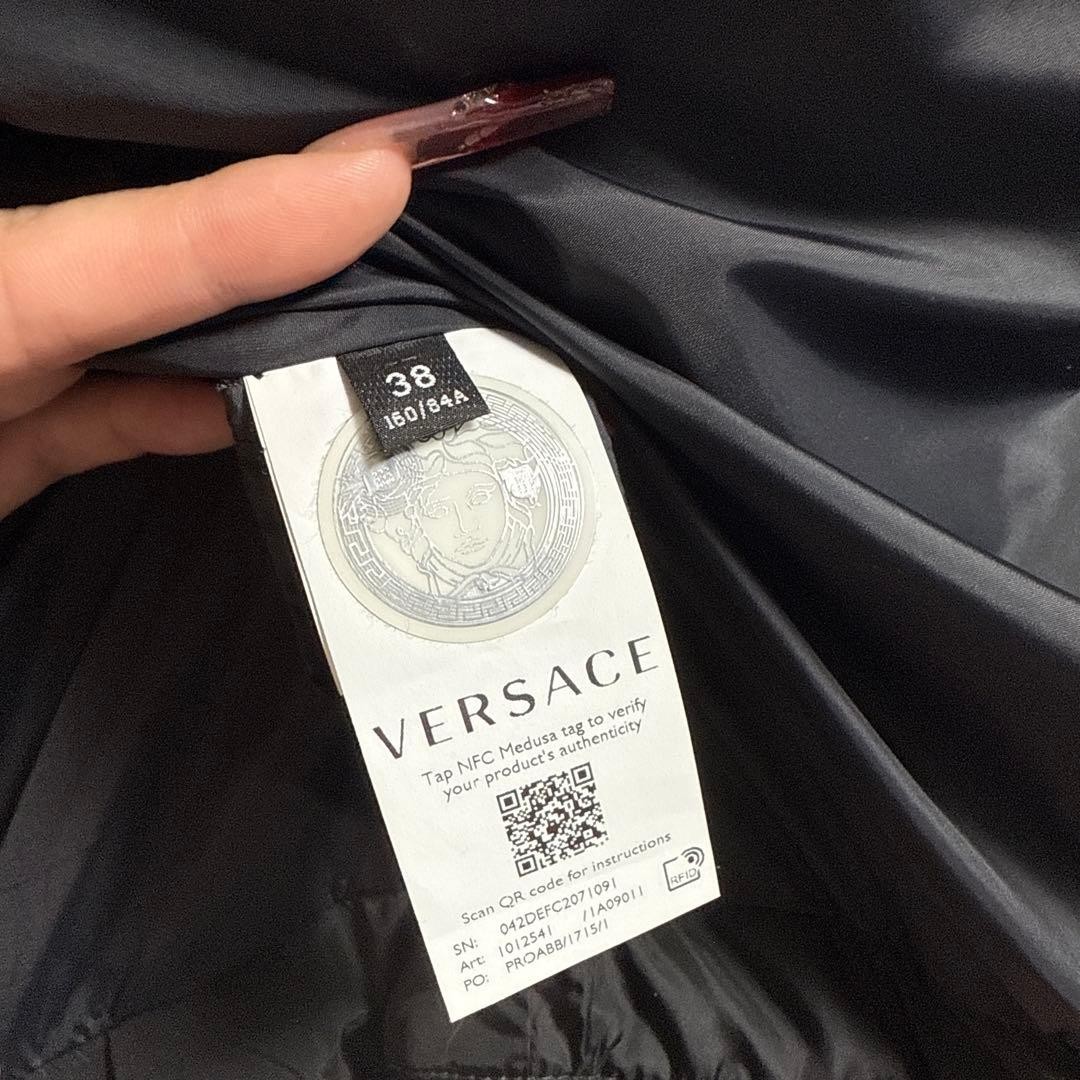 38
160/84A
VERSACE
Tap NFC Medusa tag to verify
your product's authenticity
Scan QR code for instructions
RFID
SN: 042DEFC2071091
Art: 1012541 /1A09011
PO: PROABB/1715/1